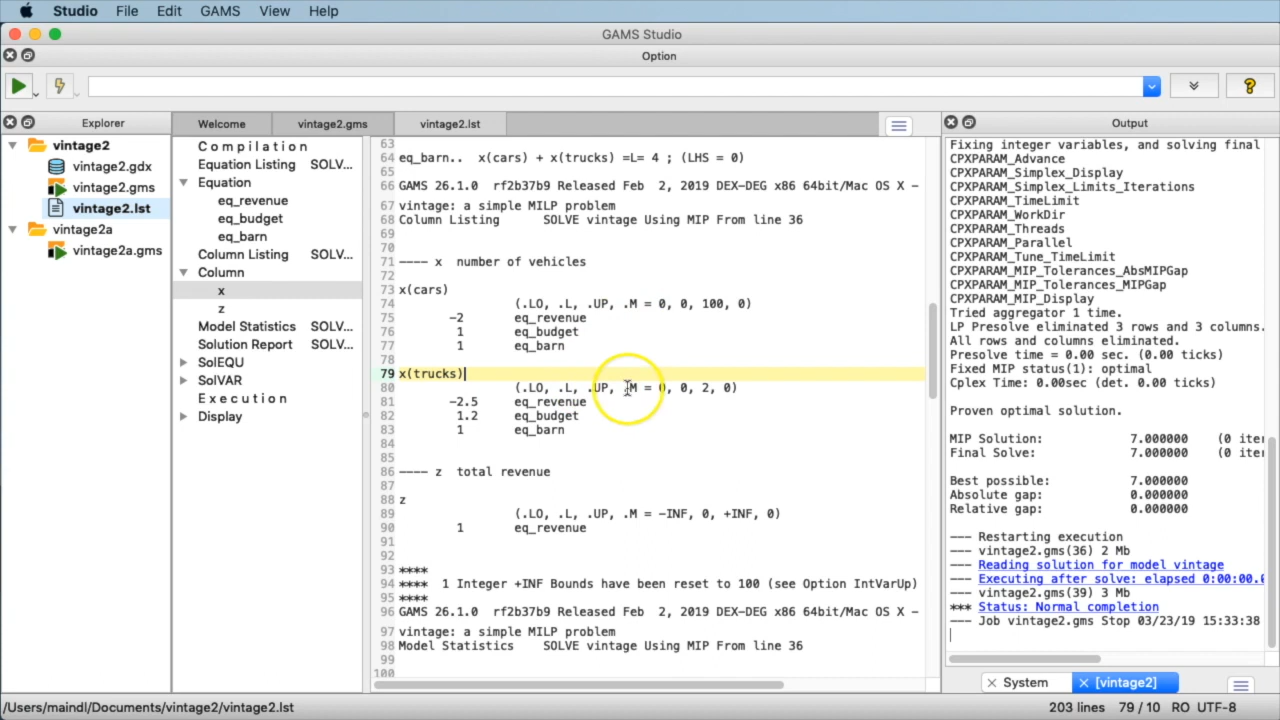 Studio File Edit GAMS View Help
GAMS Studio
Option
?
Explorer
vintage2
vintage2.gdx
vintage2.gms
vintage2.lst
vintage2a
vintage2a.gms
Welcome vintage2.gms vintage2.lst
Compilation
Equation Listing SOLV...
Equation
eq_revenue
eq_budget
eq_barn
Column Listing SOLV...
Column
x
z
Model Statistics SOLV...
Solution Report SOLV...
SolEQU
SolVAR
Execution
Display
63
64 eq_barn.. x(cars) + x(trucks) =L= 4 ; (LHS = 0)
65
66 GAMS 26.1.0 rf2b37b9 Released Feb 2, 2019 DEX-DEG x86 64bit/Mac OS X -
67 vintage: a simple MILP problem
68 Column Listing SOLVE vintage Using MIP From line 36
69
70
71 ---- x number of vehicles
72
73 x(cars)
74 (.LO, .L, .UP, .M = 0, 0, 100, 0)
75 -2 eq_revenue
76 1 eq_budget
77 1 eq_barn
78
79 x(trucks)
80 (.LO, .L, .UP, .M = 0, 0, 2, 0)
81 -2.5 eq_revenue
82 1.2 eq_budget
83 1 eq_barn
84
85
86 ---- z total revenue
87
88 z
89 (.LO, .L, .UP, .M = -INF, 0, +INF, 0)
90 1 eq_revenue
91
92
93 ****
94 **** 1 Integer +INF Bounds have been reset to 100 (see Option IntVarUp)
95 ****
96 GAMS 26.1.0 rf2b37b9 Released Feb 2, 2019 DEX-DEG x86 64bit/Mac OS X -
97 vintage: a simple MILP problem
98 Model Statistics SOLVE vintage Using MIP From line 36
99
100
Output
Fixing integer variables, and solving final
CPXPARAM_Advance
CPXPARAM_Simplex_Display
CPXPARAM_Simplex_Limits_Iterations
CPXPARAM_TimeLimit
CPXPARAM_WorkDir
CPXPARAM_Threads
CPXPARAM_Parallel
CPXPARAM_Tune_TimeLimit
CPXPARAM_MIP_Tolerances_AbsMIPGap
CPXPARAM_MIP_Tolerances_MIPGap
CPXPARAM_MIP_Display
Tried aggregator 1 time.
LP Presolve eliminated 3 rows and 3 columns.
All rows and columns eliminated.
Presolve time = 0.00 sec. (0.00 ticks)
Fixed MIP status(1): optimal
Cplex Time: 0.00sec (det. 0.00 ticks)
Proven optimal solution.
MIP Solution: 7.000000 (0 iter
Final Solve: 7.000000 (0 iter
Best possible: 7.000000
Absolute gap: 0.000000
Relative gap: 0.000000
--- Restarting execution
--- vintage2.gms(36) 2 Mb
--- Reading solution for model vintage
--- Executing after solve: elapsed 0:00:00.0
--- vintage2.gms(39) 3 Mb
*** Status: Normal completion
--- Job vintage2.gms Stop 03/23/19 15:33:38
System [vintage2]
/Users/maindl/Documents/vintage2/vintage2.lst 203 lines 79 / 10 RO UTF-8